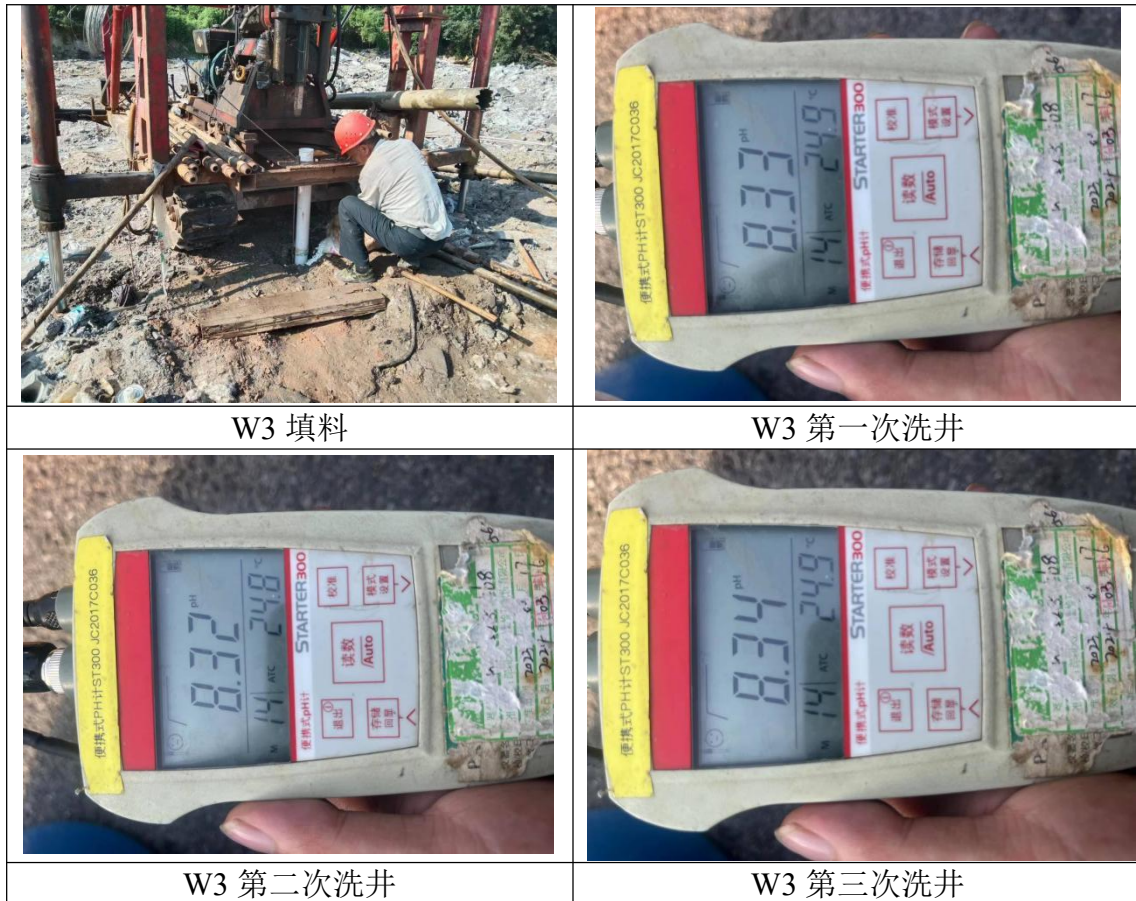 W3 填料
便携式PH计ST300 JC2017C036
8.33 pH
M 14 ATC 24.9 ℃
便携式pH计 STARTER300
退出
读数
/Auto
校准
存储
回显
模式
设置
W3 第一次洗井
便携式PH计ST300 JC2017C036
8.32 pH
M 14 ATC 24.8 ℃
便携式pH计 STARTER300
退出
读数
/Auto
校准
存储
回显
模式
设置
W3 第二次洗井
便携式PH计ST300 JC2017C036
8.34 pH
M 14 ATC 24.9 ℃
便携式pH计 STARTER300
退出
读数
/Auto
校准
存储
回显
模式
设置
W3 第三次洗井